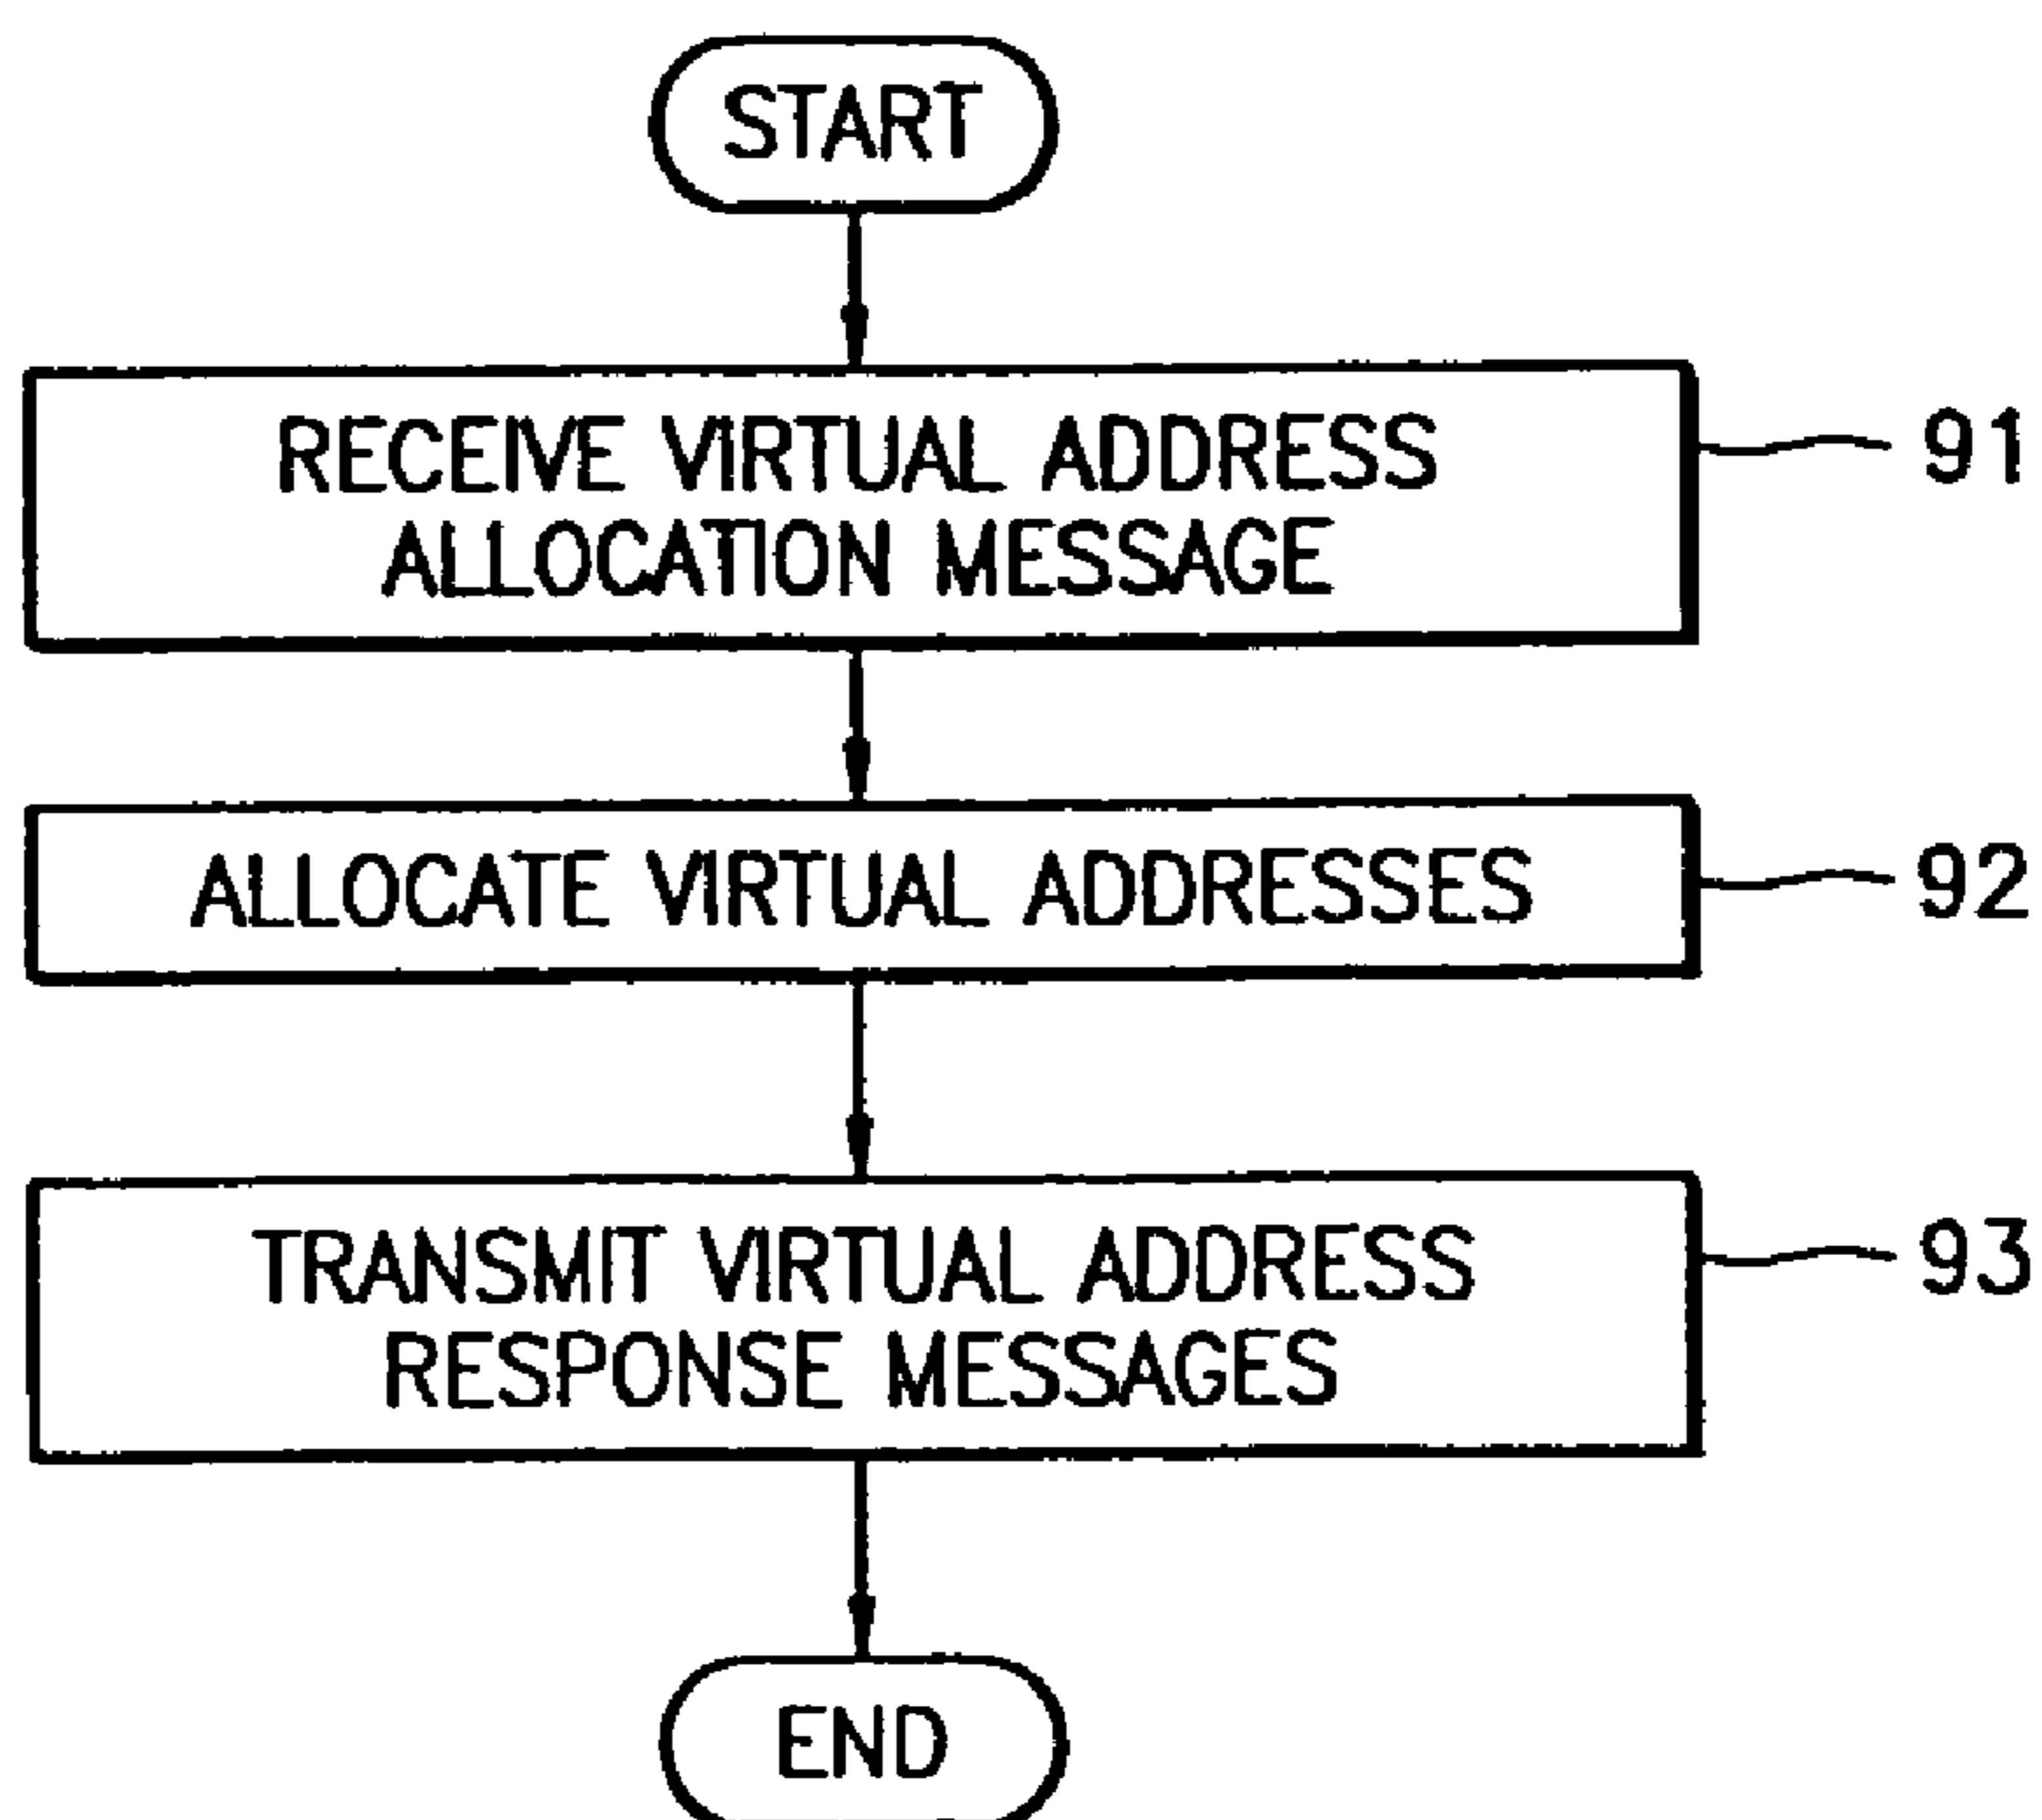 START
RECEIVE VIRTUAL ADDRESS
ALLOCATION MESSAGE
91
ALLOCATE VIRTUAL ADDRESSES
92
TRANSMIT VIRTUAL ADDRESS
RESPONSE MESSAGES
93
END